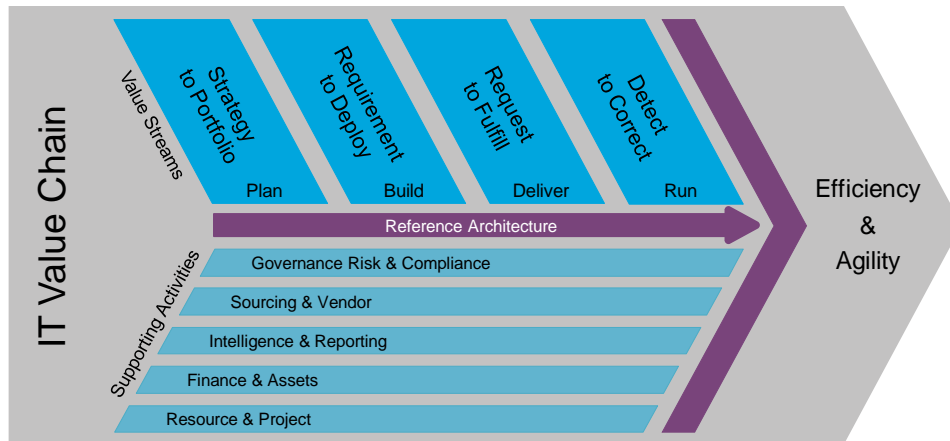 IT Value Chain
Value Streams
Strategy
to Portfolio
Plan
Requirement
to Deploy
Build
Request
to Fulfill
Deliver
Detect
to Correct
Run
Reference Architecture
Efficiency
&
Agility
Supporting Activities
Governance Risk & Compliance
Sourcing & Vendor
Intelligence & Reporting
Finance & Assets
Resource & Project